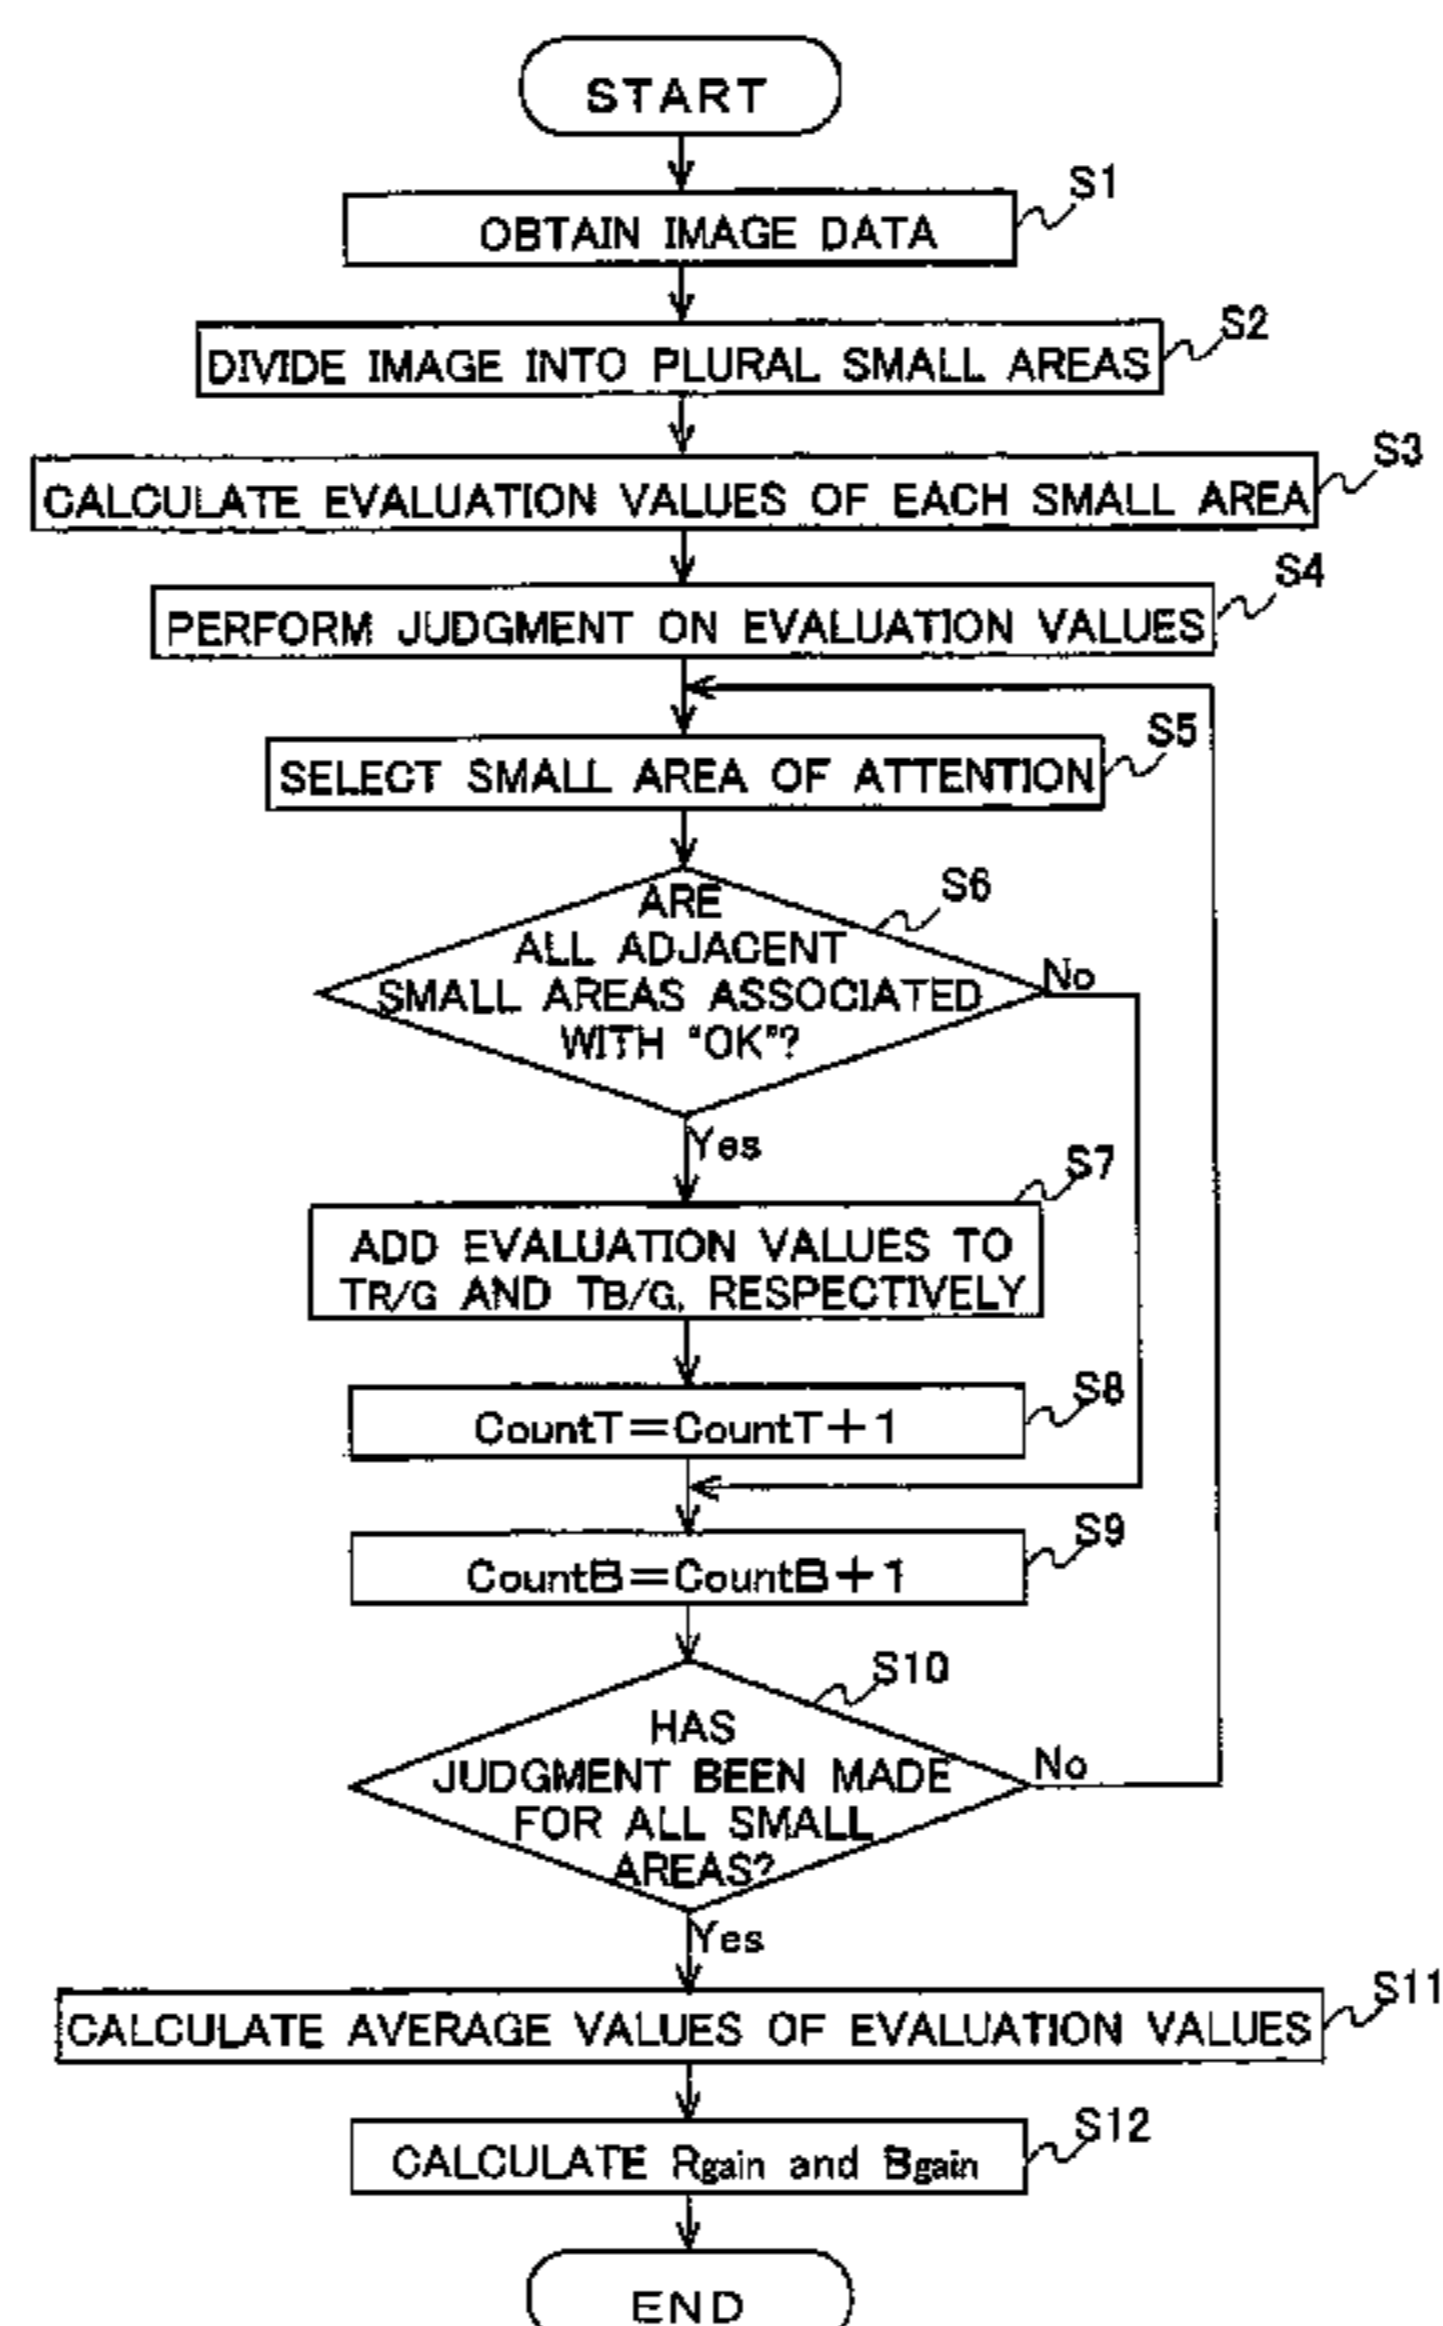 START
S1
OBTAIN IMAGE DATA
S2
DIVIDE IMAGE INTO PLURAL SMALL AREAS
S3
CALCULATE EVALUATION VALUES OF EACH SMALL AREA
S4
PERFORM JUDGMENT ON EVALUATION VALUES
S5
SELECT SMALL AREA OF ATTENTION
S6
ARE
ALL ADJACENT
SMALL AREAS ASSOCIATED
WITH "OK"?
No
Yes
S7
ADD EVALUATION VALUES TO
TR/G AND TB/G, RESPECTIVELY
S8
CountT=CountT+1
S9
CountB=CountB+1
S10
HAS
JUDGMENT BEEN MADE
FOR ALL SMALL
AREAS?
No
Yes
S11
CALCULATE AVERAGE VALUES OF EVALUATION VALUES
S12
CALCULATE Rgain and Bgain
END